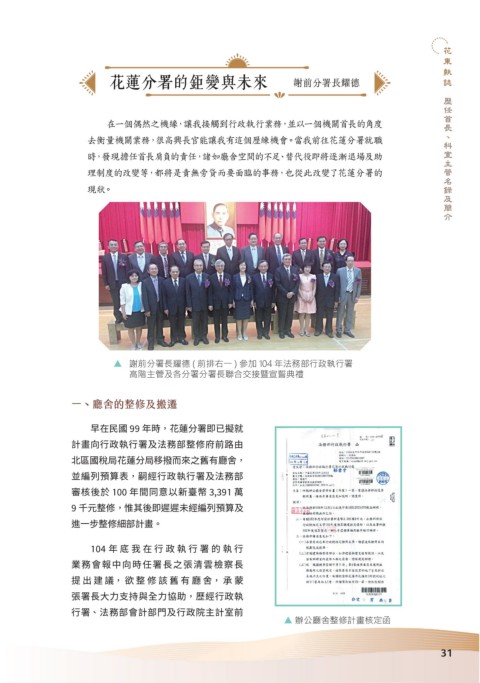 花蓮分署的鉅變與未來
謝前分署長耀德
在一個偶然之機緣，讓我接觸到行政執行業務，並以一個機關首長的角度
去衡量機關業務，很高興長官能讓我有這個歷練機會。當我前往花蓮分署就職
時，發現擔任首長肩負的責任，諸如廳舍空間的不足、替代役即將逐漸退場及助
理制度的改變等，都將是責無旁貸而要面臨的事務，也從此改變了花蓮分署的
現狀。
▲ 謝前分署長耀德 ( 前排右一 ) 參加 104 年法務部行政執行署
高階主管及各分署分署長聯合交接暨宣誓典禮
一、廳舍的整修及搬遷
早在民國 99 年時，花蓮分署即已擬就
計畫向行政執行署及法務部整修府前路由
北區國稅局花蓮分局移撥而來之舊有廳舍，
並編列預算表，嗣經行政執行署及法務部
審核後於 100 年間同意以新臺幣 3,391 萬
9 千元整修，惟其後即遲遲未經編列預算及
進一步整修細部計畫。
104 年底我在行政執行署的執行
業務會報中向時任署長之張清雲檢察長
提出建議，欲整修該舊有廳舍，承蒙
張署長大力支持與全力協助，歷經行政執
行署、法務部會計部門及行政院主計室前
▲ 辦公廳舍整修計畫核定函
花東執誌
歷任首長、科室主管名錄及簡介
31